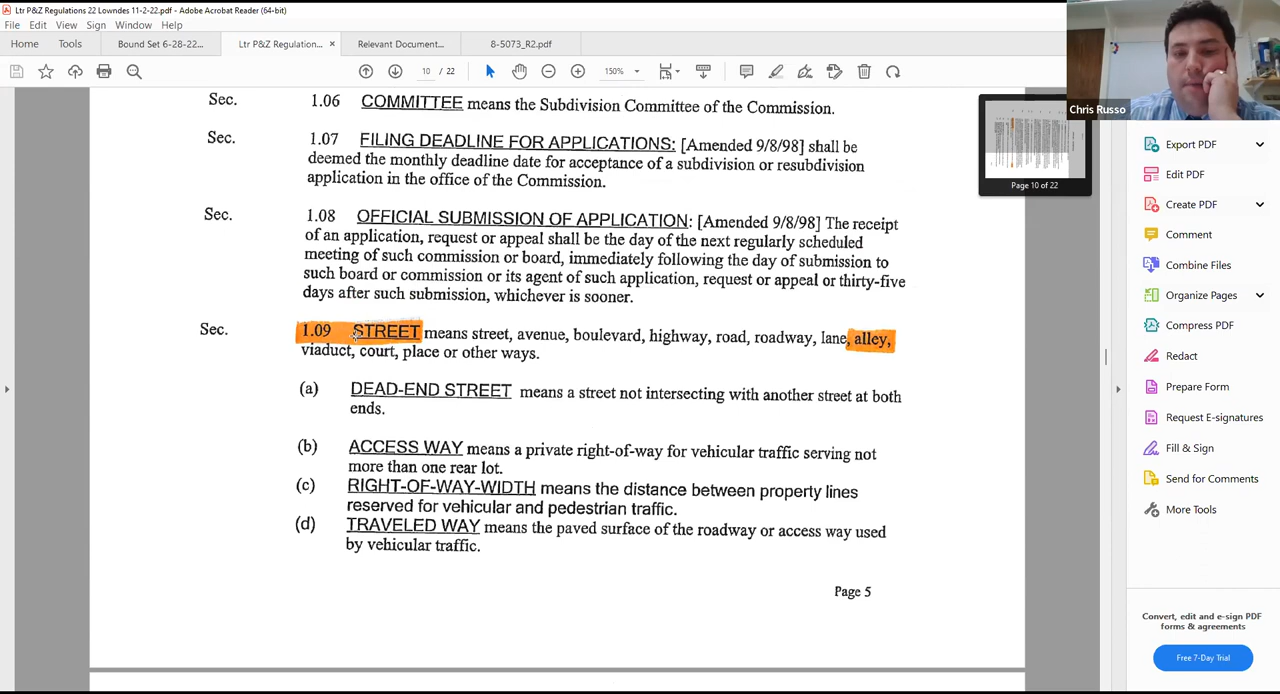 Ltr P&Z Regulations 22 Lowndes 11-2-22.pdf - Adobe Acrobat Reader (64-bit)
File Edit View Sign Window Help
Home Tools Bound Set 6-28-22... Ltr P&Z Regulation... × Relevant Document... 8-5073_R2.pdf
10 / 22 150%
Chris Russo
Page 10 of 22
Sec. 1.06 COMMITTEE means the Subdivision Committee of the Commission.
Sec. 1.07 FILING DEADLINE FOR APPLICATIONS: [Amended 9/8/98] shall be
deemed the monthly deadline date for acceptance of a subdivision or resubdivision
application in the office of the Commission.
Sec. 1.08 OFFICIAL SUBMISSION OF APPLICATION: [Amended 9/8/98] The receipt
of an application, request or appeal shall be the day of the next regularly scheduled
meeting of such commission or board, immediately following the day of submission to
such board or commission or its agent of such application, request or appeal or thirty-five
days after such submission, whichever is sooner.
Sec. 1.09 STREET means street, avenue, boulevard, highway, road, roadway, lane, alley,
viaduct, court, place or other ways.
(a) DEAD-END STREET means a street not intersecting with another street at both
ends.
(b) ACCESS WAY means a private right-of-way for vehicular traffic serving not
more than one rear lot.
(c) RIGHT-OF-WAY-WIDTH means the distance between property lines
reserved for vehicular and pedestrian traffic.
(d) TRAVELED WAY means the paved surface of the roadway or access way used
by vehicular traffic.
Page 5
Export PDF
Edit PDF
Create PDF
Comment
Combine Files
Organize Pages
Compress PDF
Redact
Prepare Form
Request E-signatures
Fill & Sign
Send for Comments
More Tools
Convert, edit and e-sign PDF
forms & agreements
Free 7-Day Trial